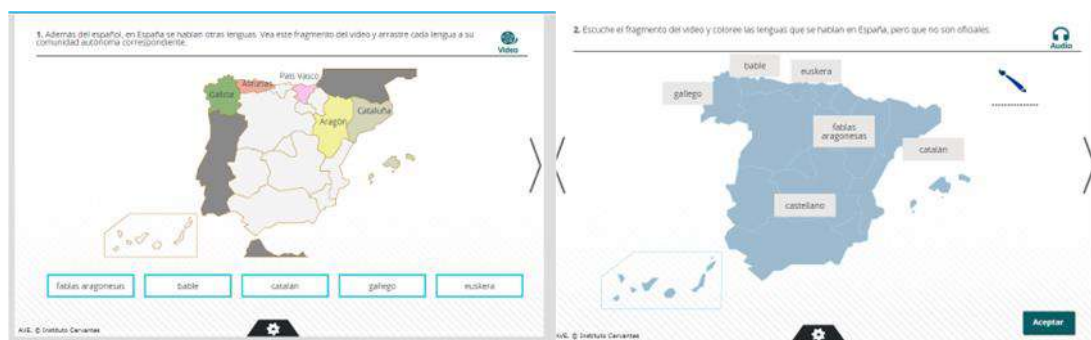 1. Además del español, en España se hablan otras lenguas. Vea este fragmento del video y arrastre cada lengua a su
comunidad autónoma correspondiente.
Video
Galicia
Asturias
País Vasco
Aragón
Cataluña
fablas aragonesas
bable
catalán
gallego
euskera
AVE. © Instituto Cervantes
2. Escuche el fragmento del video y coloree las lenguas que se hablan en España, pero que no son oficiales.
Audio
bable
euskera
gallego
fablas
aragonesas
catalán
castellano
Aceptar
AVE. © Instituto Cervantes